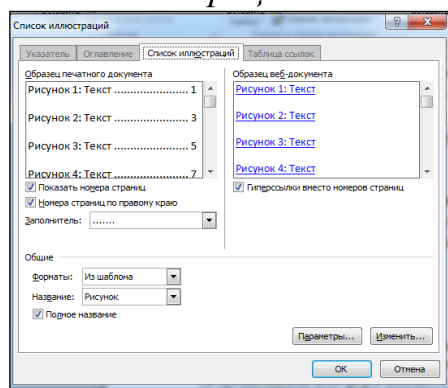 Список иллюстраций
Указатель Оглавление Список иллюстраций Таблица ссылок
Образец печатного документа
Рисунок 1: Текст ........................ 1
Рисунок 2: Текст ........................ 3
Рисунок 3: Текст ........................ 5
Рисунок 4: Текст ........................ 7
Образец веб-документа
Рисунок 1: Текст
Рисунок 2: Текст
Рисунок 3: Текст
Рисунок 4: Текст
Показать номера страниц
Номера страниц по правому краю
Гиперссылки вместо номеров страниц
Заполнитель: .......
Общие
Форматы: Из шаблона
Название: Рисунок
Полное название
Параметры... Изменить...
ОК Отмена